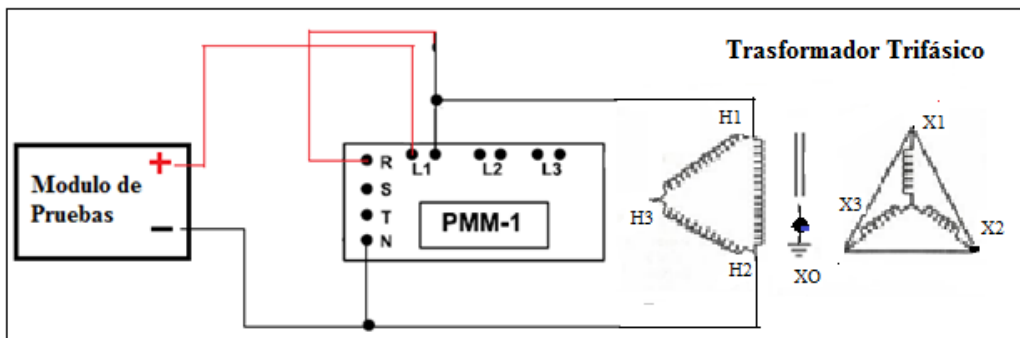 Trasformador Trifásico
Modulo de
Pruebas
+
−
R
S
T
N
L1
L2
L3
PMM-1
H1
H3
H2
XO
X1
X3
X2